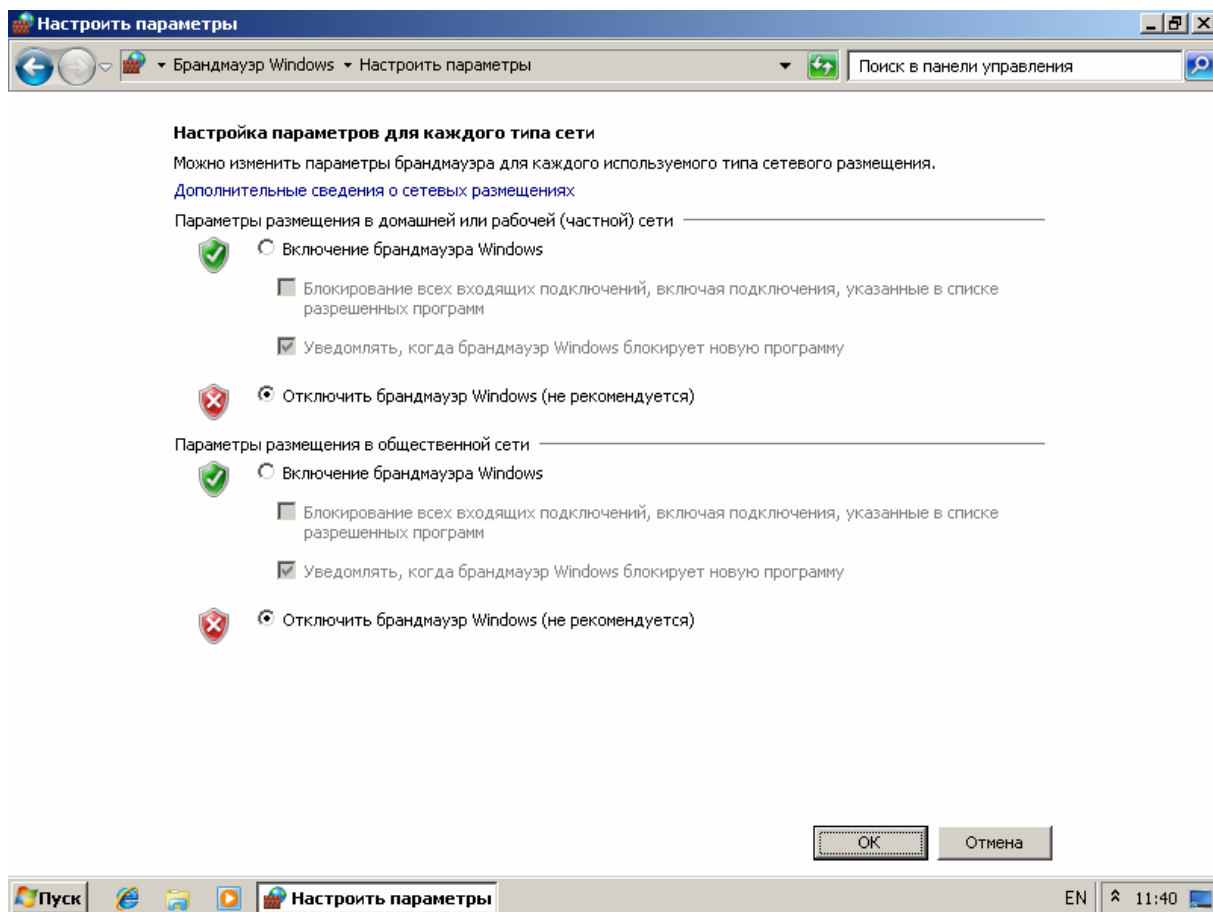 Настроить параметры
Брандмауэр Windows Настроить параметры
Поиск в панели управления
Настройка параметров для каждого типа сети
Можно изменить параметры брандмауэра для каждого используемого типа сетевого размещения.
Дополнительные сведения о сетевых размещениях
Параметры размещения в домашней или рабочей (частной) сети
Включение брандмауэра Windows
Блокирование всех входящих подключений, включая подключения, указанные в списке
разрешенных программ
Уведомлять, когда брандмауэр Windows блокирует новую программу
Отключить брандмауэр Windows (не рекомендуется)
Параметры размещения в общественной сети
Включение брандмауэра Windows
Блокирование всех входящих подключений, включая подключения, указанные в списке
разрешенных программ
Уведомлять, когда брандмауэр Windows блокирует новую программу
Отключить брандмауэр Windows (не рекомендуется)
ОК Отмена
Пуск Настроить параметры EN 11:40